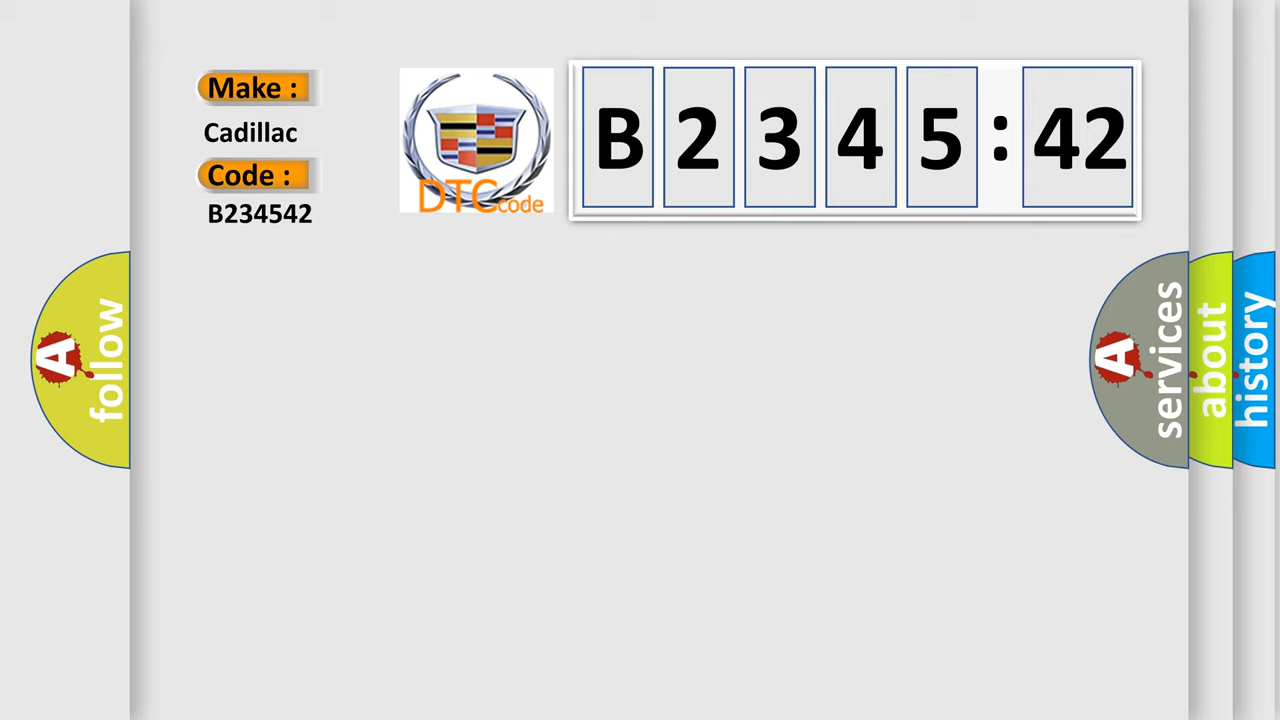 Make :
Cadillac
Code :
B234542
DTCcode
B 2 3 4 5 : 42
A follow
A services
about
history